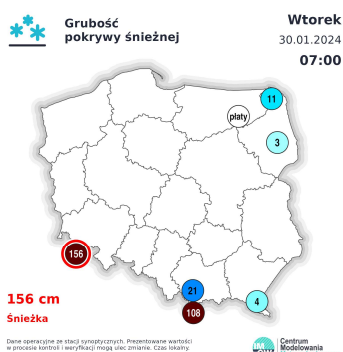 Grubość
pokrywy śnieżnej
Wtorek
30.01.2024
07:00
11
płaty
3
156
21
4
108
156 cm
Śnieżka
Dane operacyjne ze stacji synoptycznych. Prezentowane wartości
w procesie kontroli i weryfikacji mogą ulec zmianie. Czas lokalny.
IM
Centrum
Modelowania